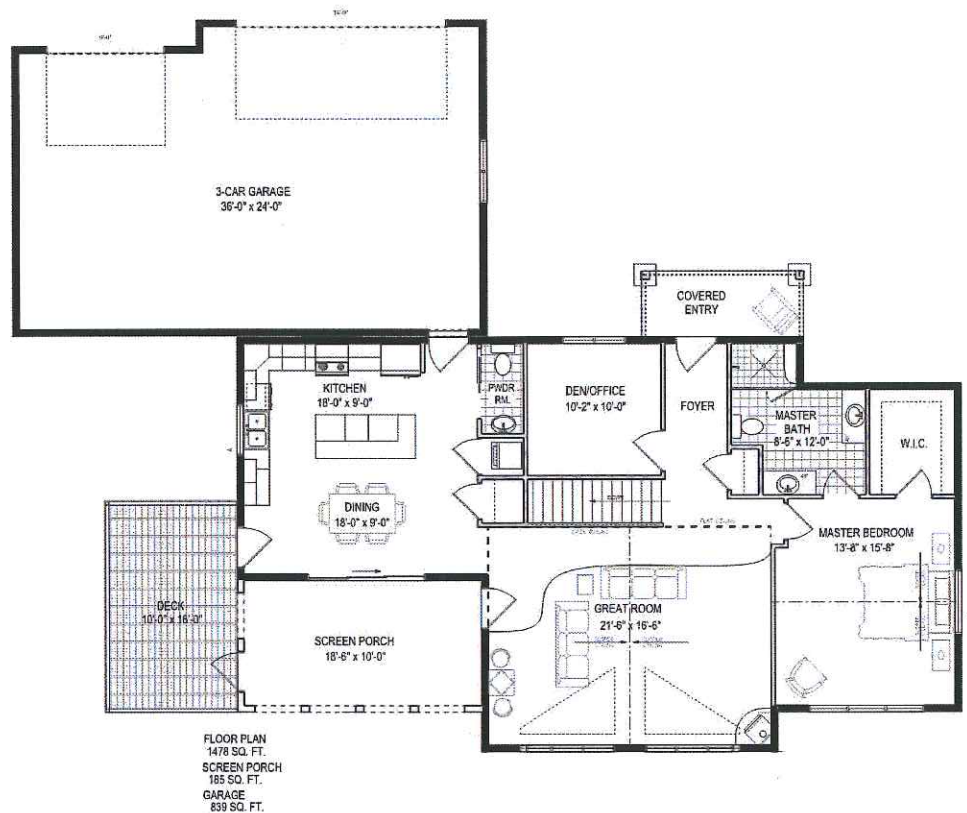 3-CAR GARAGE
36'-0" x 24'-0"
COVERED
ENTRY
KITCHEN
18'-0" x 9'-0"
PWDR
RM.
DEN/OFFICE
10'-2" x 10'-0"
FOYER
MASTER
BATH
8'-6" x 12'-0"
W.I.C.
DINING
18'-0" x 9'-0"
MASTER BEDROOM
13'-8" x 15'-8"
DECK
10'-0" x 16'-0"
GREAT ROOM
21'-6" x 16'-6"
SCREEN PORCH
18'-6" x 10'-0"
FLOOR PLAN
1478 SQ. FT.
SCREEN PORCH
185 SQ. FT.
GARAGE
839 SQ. FT.